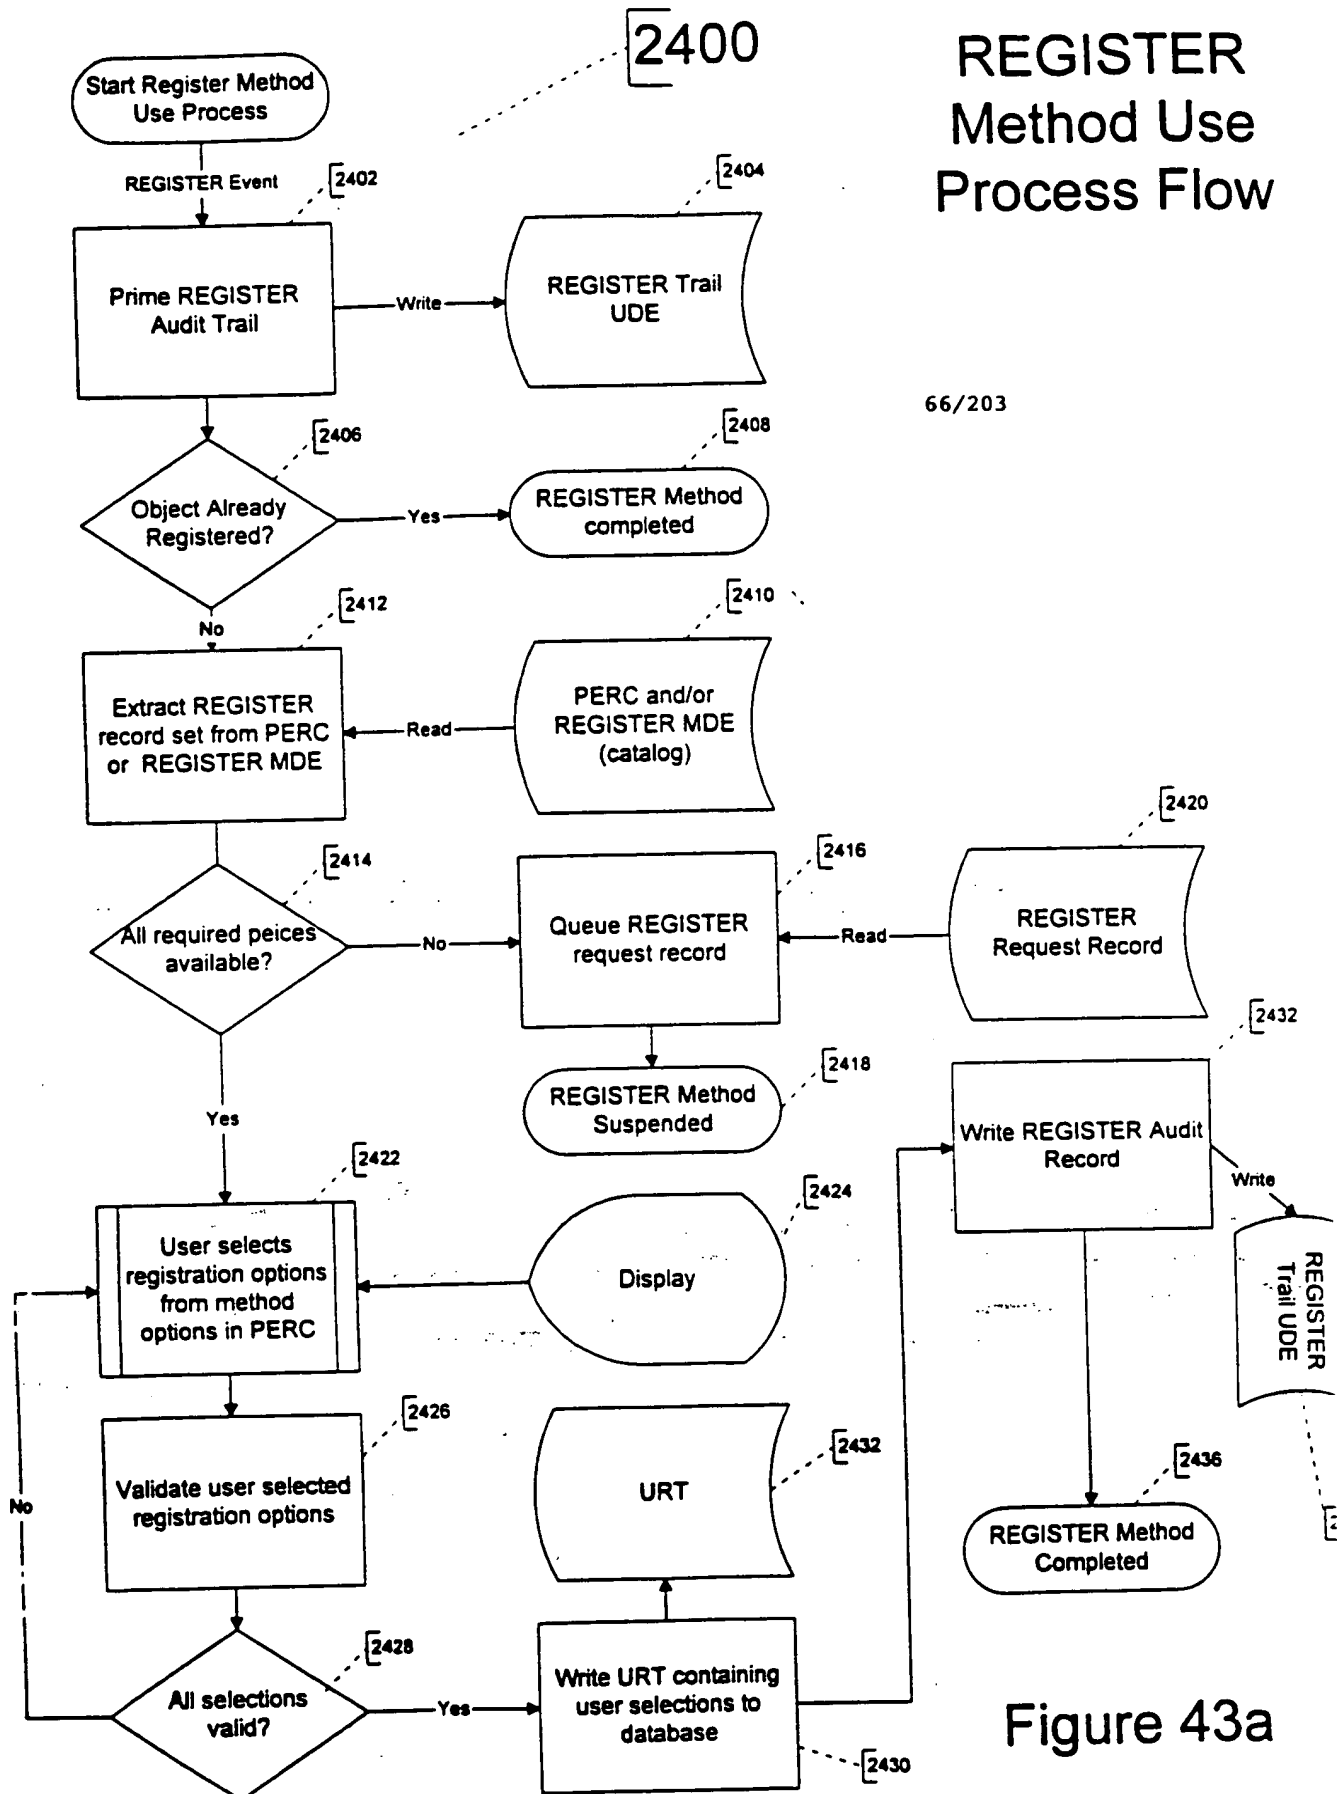 2400
REGISTER
Method Use
Process Flow
Start Register Method
Use Process
REGISTER Event
2402
2404
Prime REGISTER
Audit Trail
Write
REGISTER Trail
UDE
66/203
2406
2408
Object Already
Registered?
Yes
REGISTER Method
completed
No
2412
2410
Extract REGISTER
record set from PERC
or REGISTER MDE
Read
PERC and/or
REGISTER MDE
(catalog)
2414
2416
2420
All required peices
available?
No
Queue REGISTER
request record
Read
REGISTER
Request Record
2432
Yes
2418
REGISTER Method
Suspended
Write REGISTER Audit
Record
Write
2422
2424
User selects
registration options
from method
options in PERC
Display
REGISTER
Trail UDE
2426
2432
Validate user selected
registration options
No
URT
2436
REGISTER Method
Completed
2428
All selections
valid?
Yes
Write URT containing
user selections to
database
2430
Figure 43a